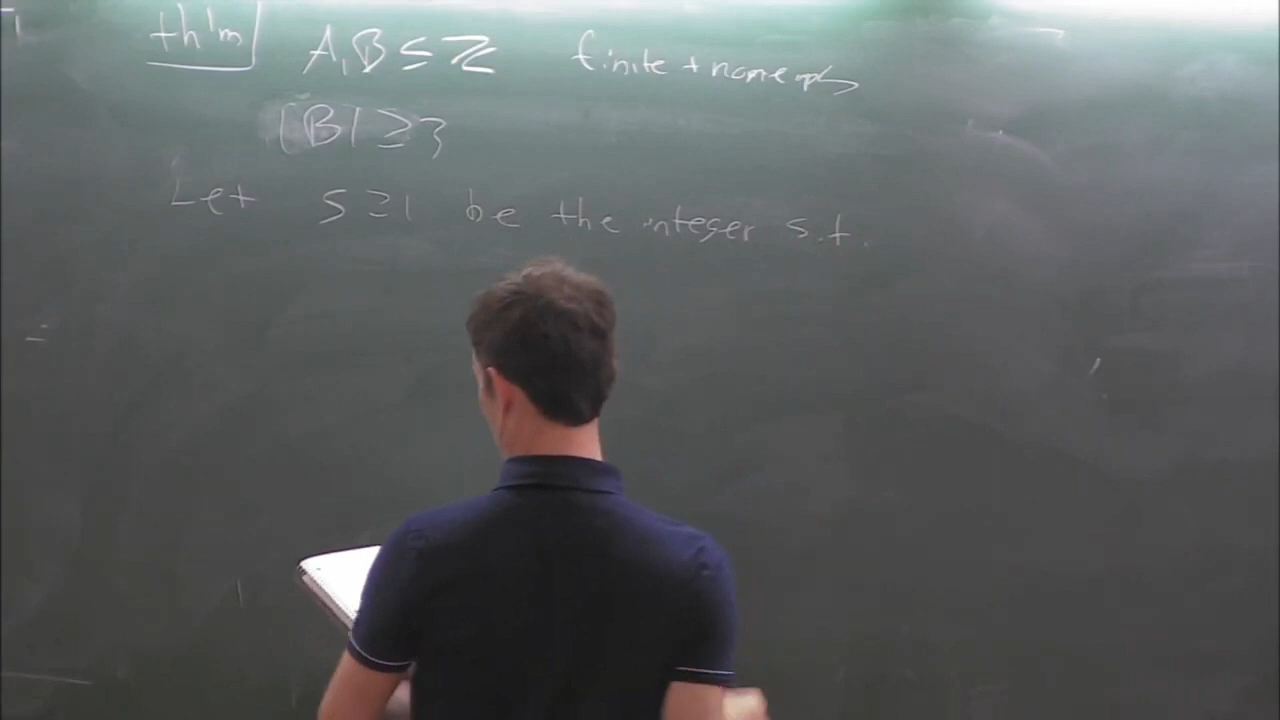 th'm A, B ⊆ ℤ finite + nonempty
|B| ≥ 3
Let s ≥ 1 be the integer s.t.